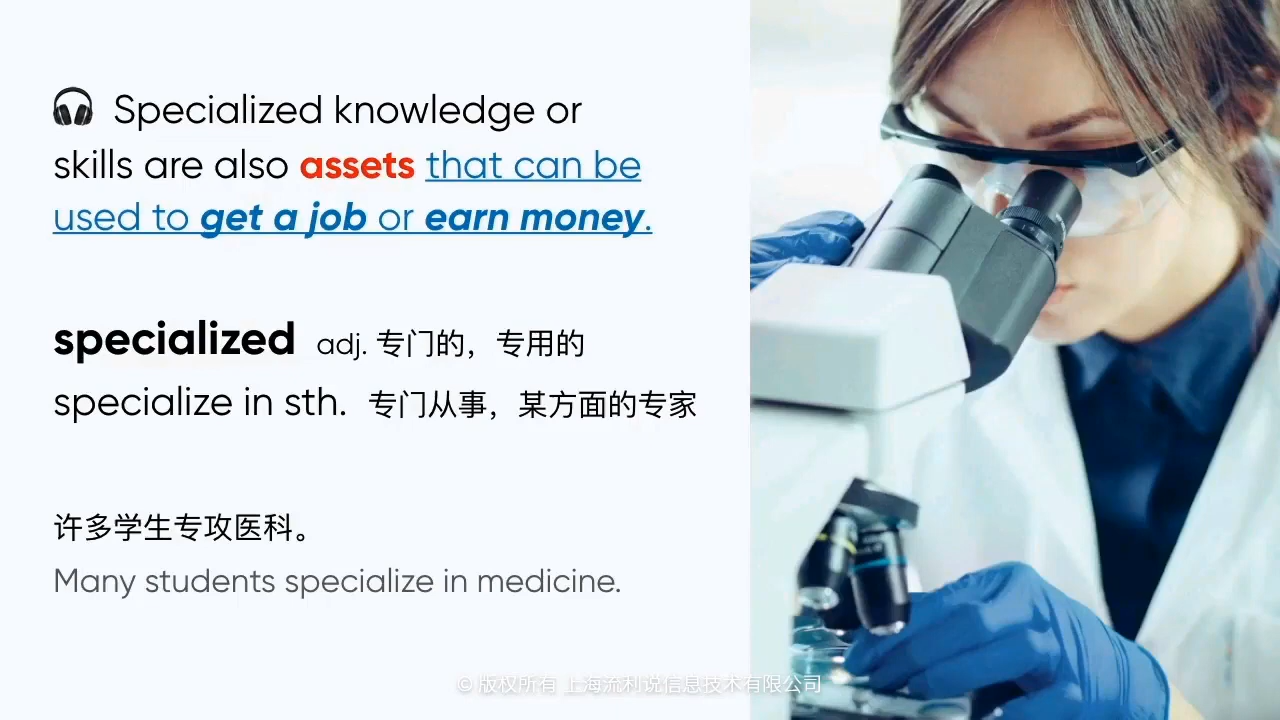 Specialized knowledge or
skills are also assets that can be
used to get a job or earn money.
specialized adj. 专门的，专用的
specialize in sth. 专门从事，某方面的专家
许多学生专攻医科。
Many students specialize in medicine.
© 版权所有 上海流利说信息技术有限公司